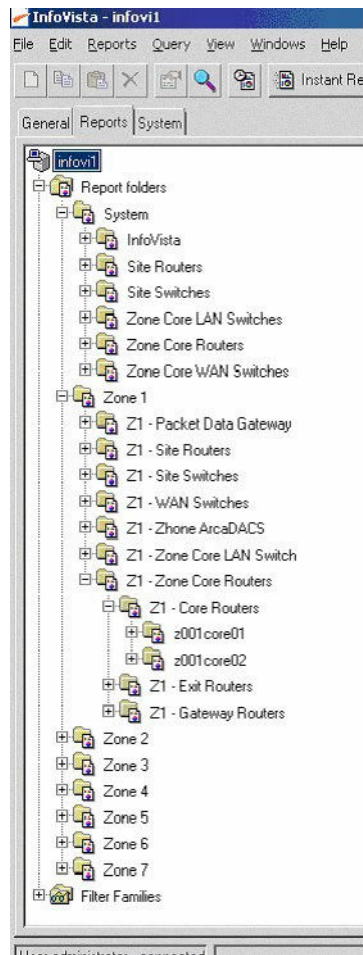 InfoVista - infovi1
File Edit Reports Query View Windows Help
Instant Re
General Reports System
infovi1
Report folders
System
InfoVista
Site Routers
Site Switches
Zone Core LAN Switches
Zone Core Routers
Zone Core WAN Switches
Zone 1
Z1 - Packet Data Gateway
Z1 - Site Routers
Z1 - Site Switches
Z1 - WAN Switches
Z1 - Zhone ArcaDACS
Z1 - Zone Core LAN Switch
Z1 - Zone Core Routers
Z1 - Core Routers
z001core01
z001core02
Z1 - Exit Routers
Z1 - Gateway Routers
Zone 2
Zone 3
Zone 4
Zone 5
Zone 6
Zone 7
Filter Families